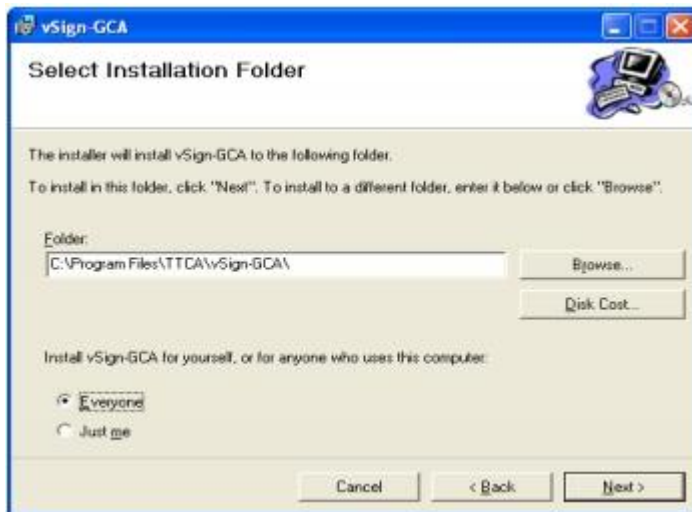 vSign-GCA
Select Installation Folder
The installer will install vSign-GCA to the following folder.
To install in this folder, click "Next". To install to a different folder, enter it below or click "Browse".
Folder:
C:\Program Files\TTCA\vSign-GCA\
Browse...
Disk Cost...
Install vSign-GCA for yourself, or for anyone who uses this computer:
Everyone
Just me
Cancel
< Back
Next >